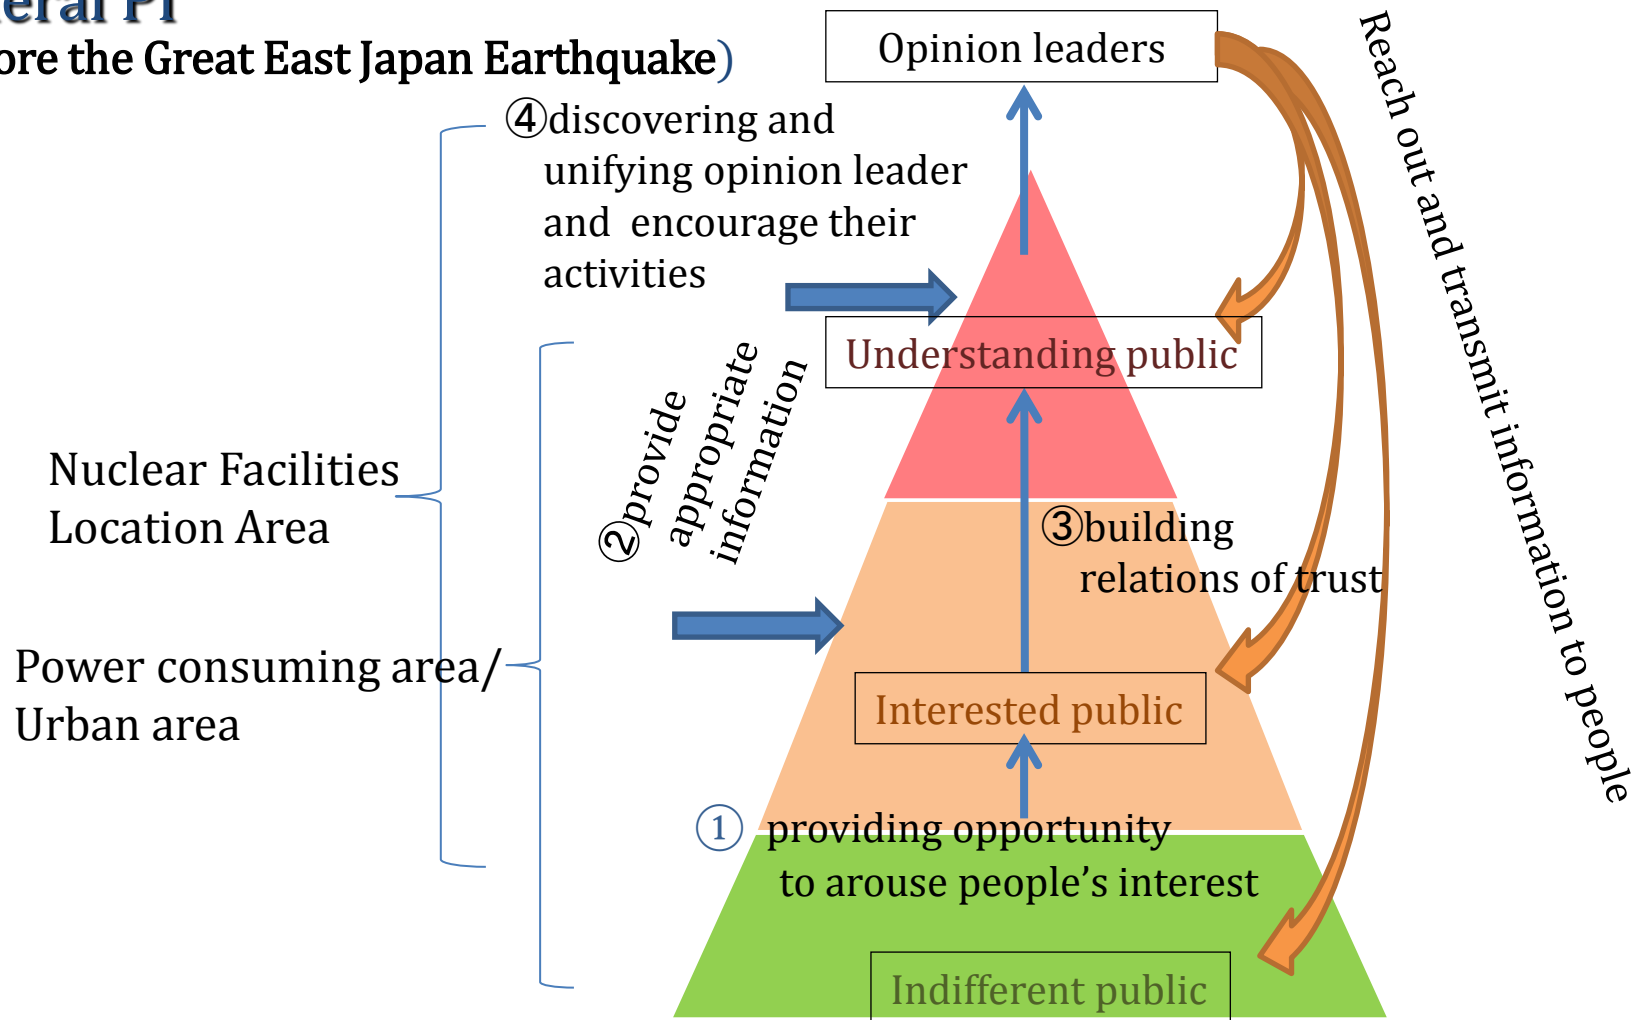 neral PI
ore the Great East Japan Earthquake)
Opinion leaders
④discovering and
unifying opinion leader
and encourage their
activities
Reach out and transmit information to people
Understanding public
②provide
appropriate
information
Nuclear Facilities
Location Area
③building
relations of trust
Power consuming area/
Urban area
Interested public
① providing opportunity
to arouse people’s interest
Indifferent public